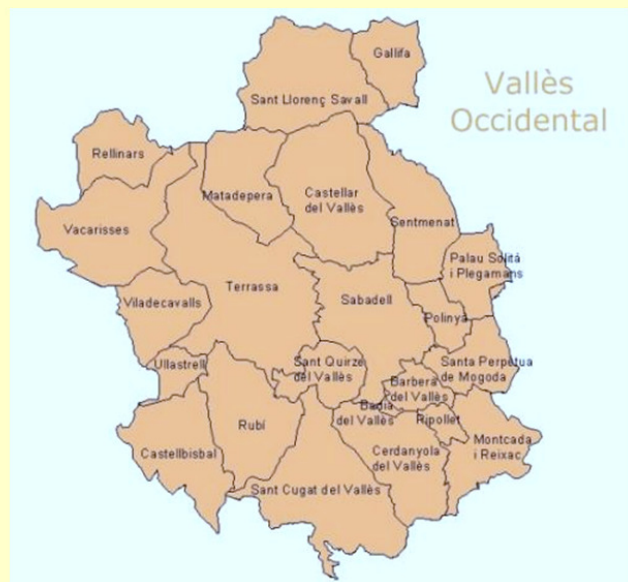 Gallifa
Vallès
Occidental
Sant Llorenç Savall
Rellinars
Matadepera
Castellar
del Vallès
Sentmenat
Vacarisses
Palau Solità
i Plegamans
Terrassa
Viladecavalls
Sabadell
Polinyà
Ullastrell
Sant Quirze
del Vallès
Santa Perpètua
de Mogoda
Barberà
del Vallès
Badia
del Vallès
Ripollet
Rubí
Montcada
i Reixac
Castellbisbal
Cerdanyola
del Vallès
Sant Cugat del Vallès